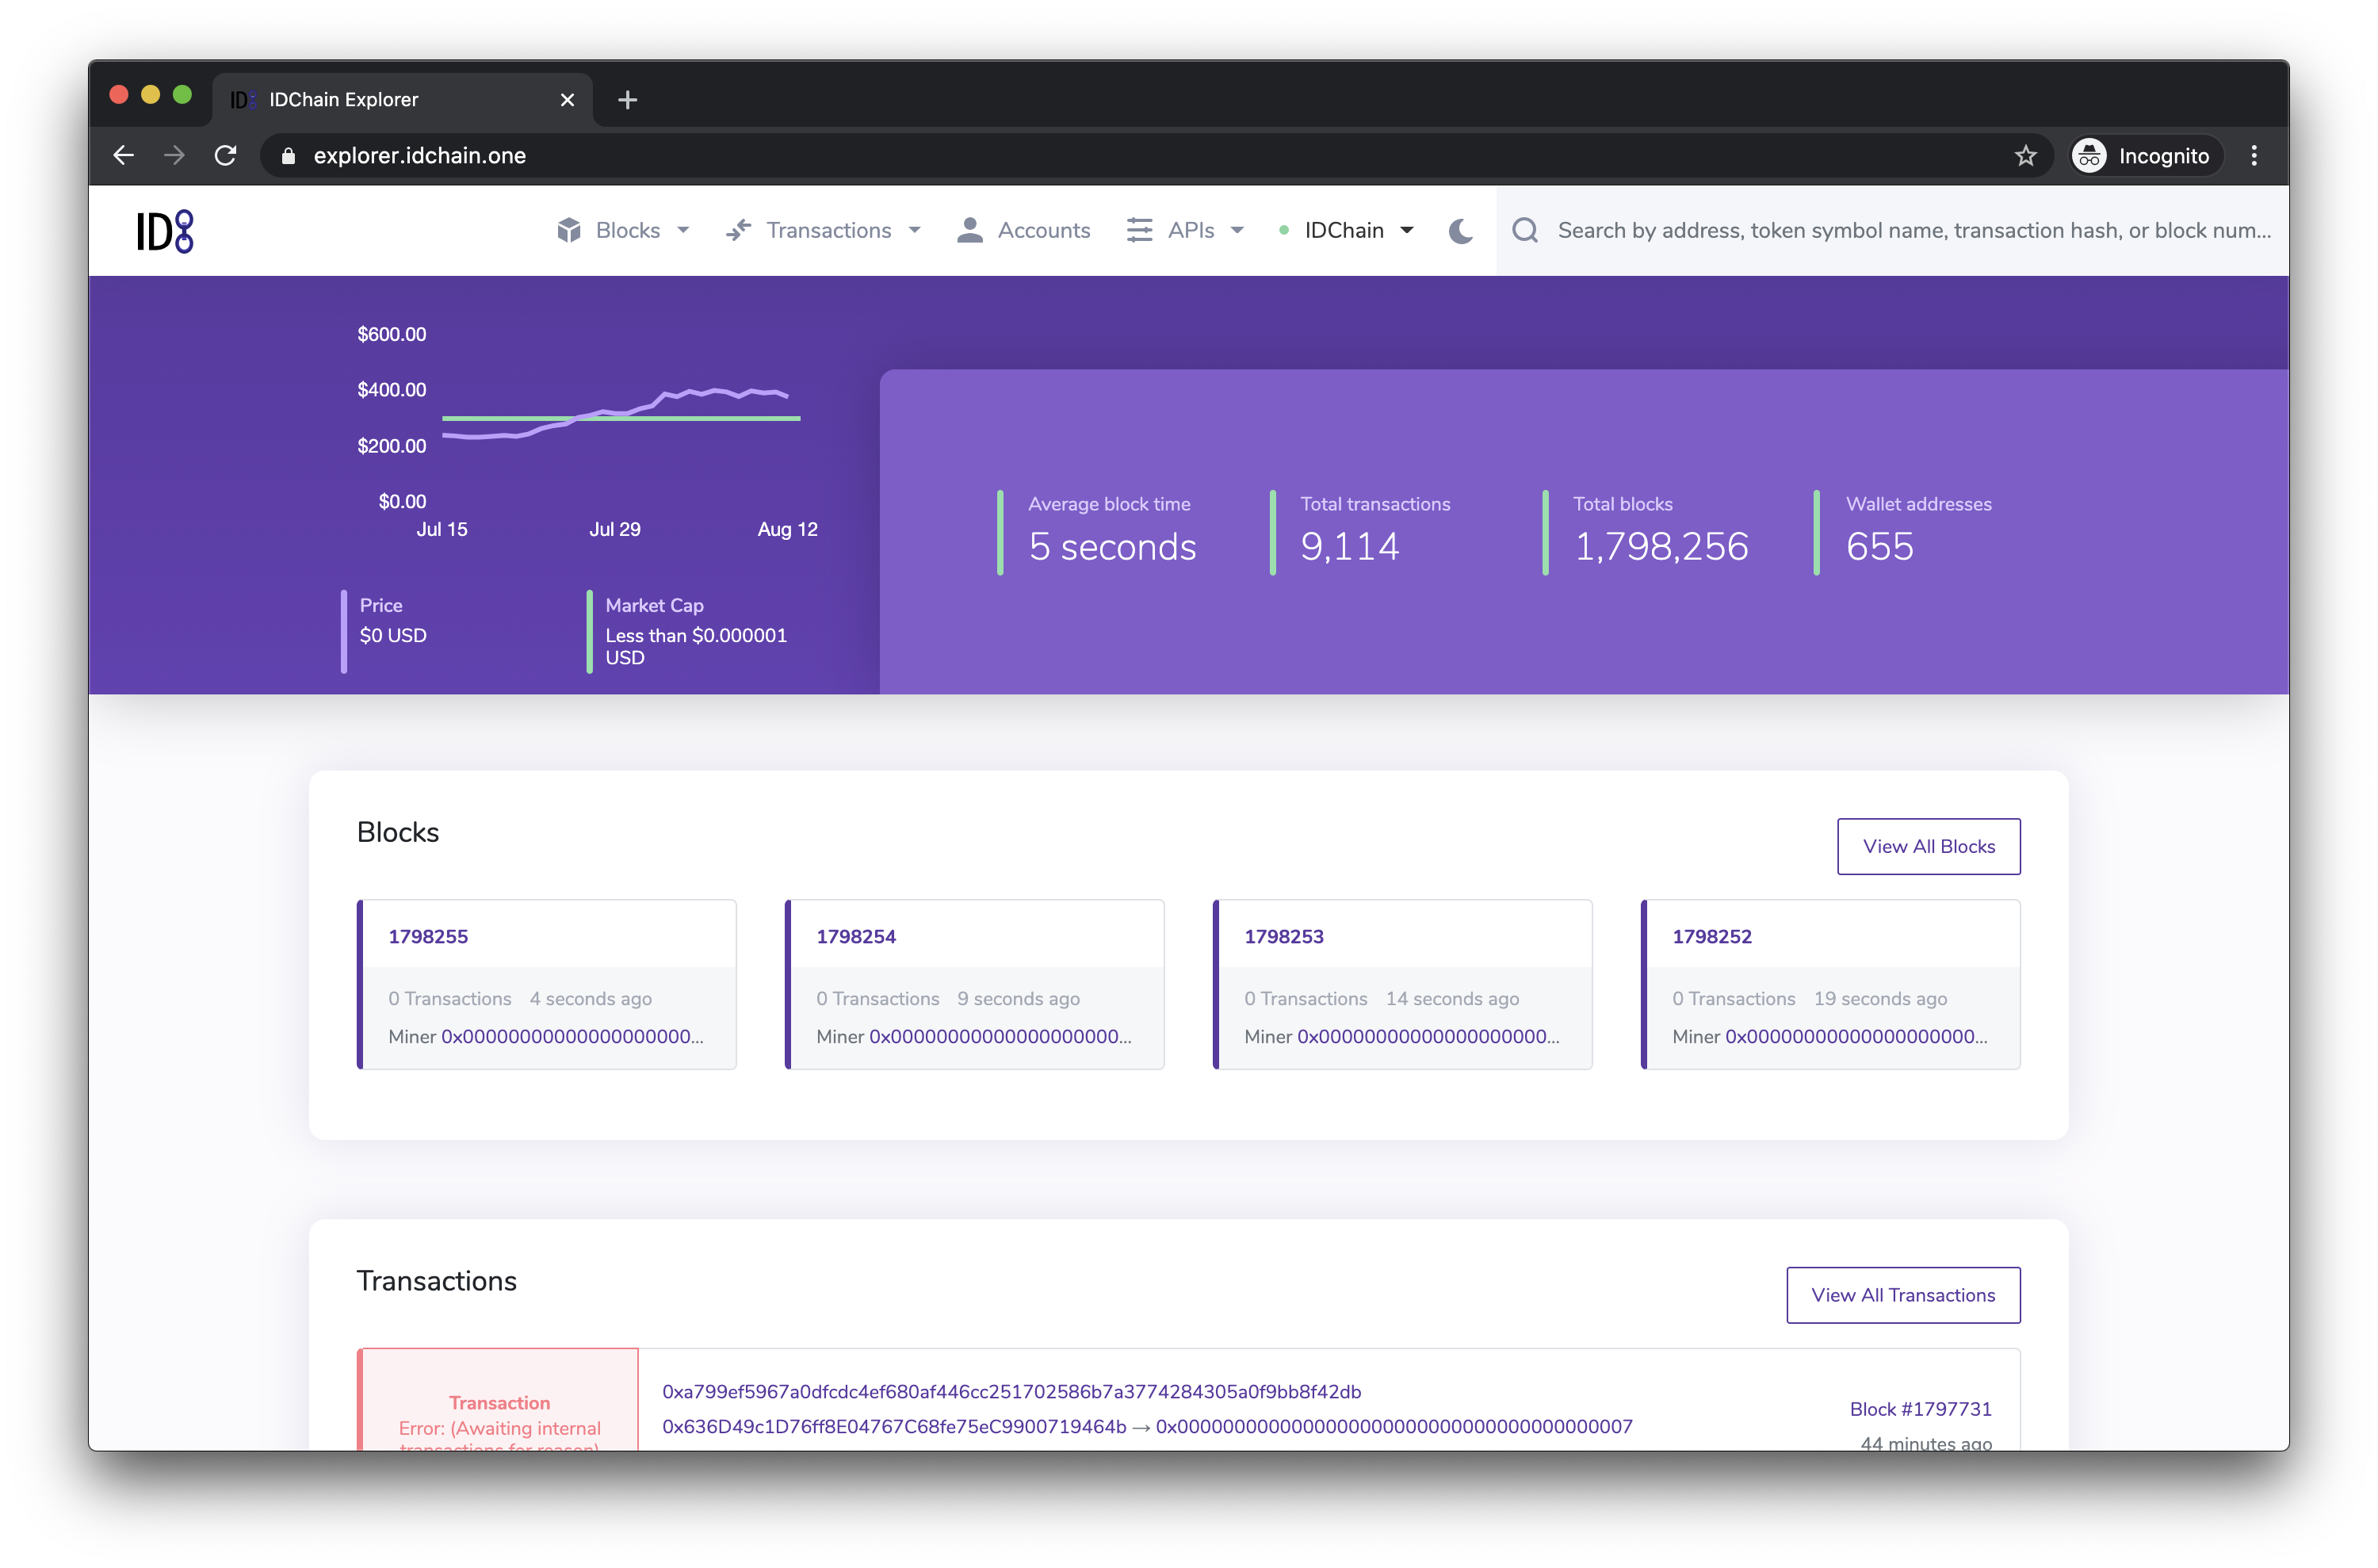 IDChain Explorer
explorer.idchain.one
Incognito
ID
Blocks
Transactions
Accounts
APIs
IDChain
Search by address, token symbol name, transaction hash, or block num...
$600.00
$400.00
$200.00
$0.00
Jul 15
Jul 29
Aug 12
Price
$0 USD
Market Cap
Less than $0.000001
USD
Average block time
5 seconds
Total transactions
9,114
Total blocks
1,798,256
Wallet addresses
655
Blocks
View All Blocks
1798255
0 Transactions 4 seconds ago
Miner 0x00000000000000000000...
1798254
0 Transactions 9 seconds ago
Miner 0x00000000000000000000...
1798253
0 Transactions 14 seconds ago
Miner 0x00000000000000000000...
1798252
0 Transactions 19 seconds ago
Miner 0x00000000000000000000...
Transactions
View All Transactions
Transaction
Error: (Awaiting internal
transactions for reason)
0xa799ef5967a0dfcdc4ef680af446cc251702586b7a3774284305a0f9bb8f42db
0x636D49c1D76ff8E04767C68fe75eC9900719464b → 0x0000000000000000000000000000000000000007
Block #1797731
44 minutes ago